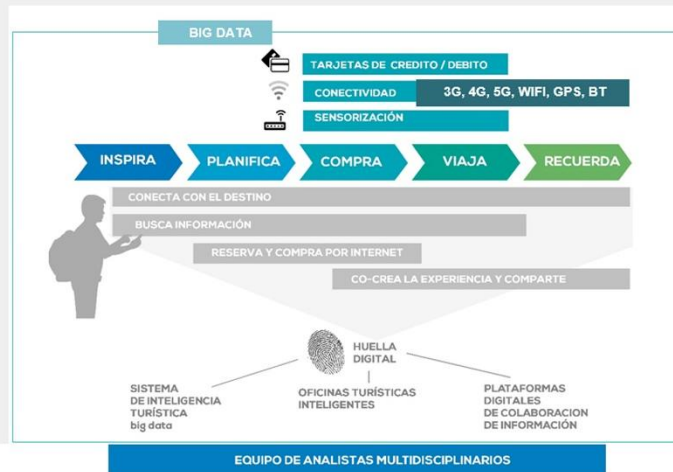 BIG DATA
TARJETAS DE CREDITO / DEBITO
CONECTIVIDAD
3G, 4G, 5G, WIFI, GPS, BT
SENSORIZACIÓN
INSPIRA
PLANIFICA
COMPRA
VIAJA
RECUERDA
CONECTA CON EL DESTINO
BUSCA INFORMACIÓN
RESERVA Y COMPRA POR INTERNET
CO-CREA LA EXPERIENCIA Y COMPARTE
HUELLA
DIGITAL
SISTEMA
DE INTELIGENCIA
TURÍSTICA
big data
OFICINAS TURÍSTICAS
INTELIGENTES
PLATAFORMAS
DIGITALES
DE COLABORACION
DE INFORMACIÓN
EQUIPO DE ANALISTAS MULTIDISCIPLINARIOS